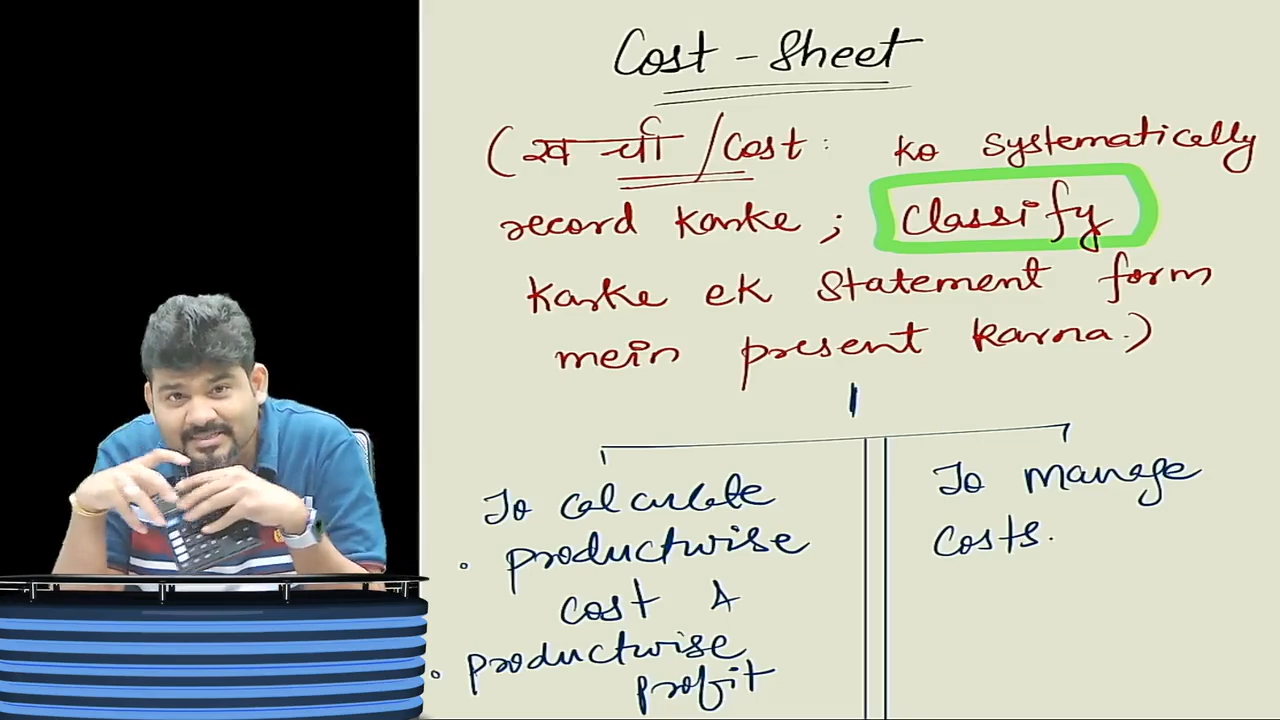 Cost - Sheet
(खर्चो /Cost: ko systematically
record karke ; Classify
karke ek statement form
mein present karna.)
To calculate
• productwise
cost &
• productwise
profit
To manage
costs.